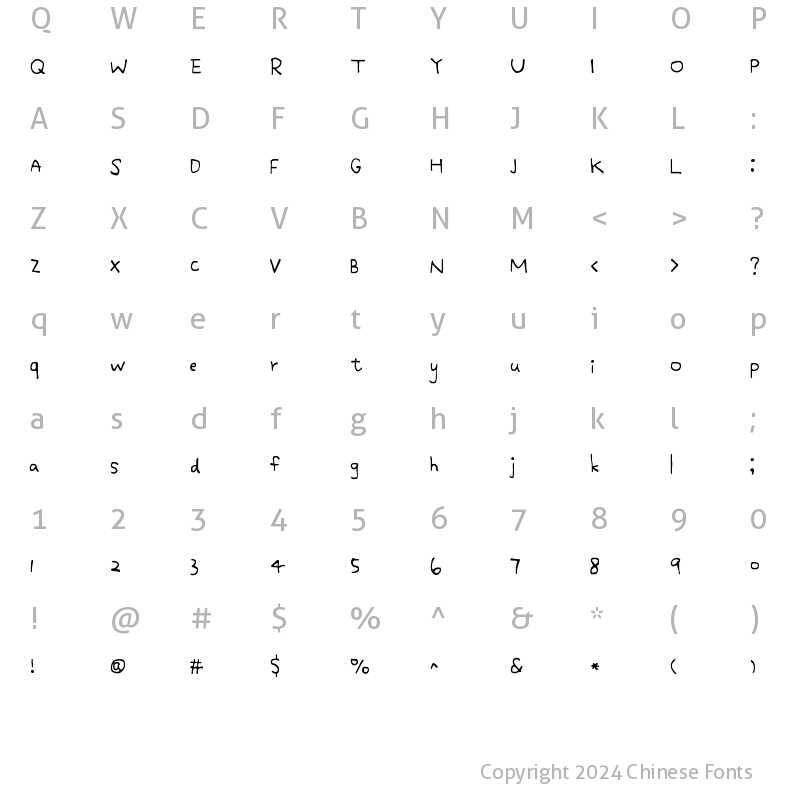 Q W E R T Y U I O P
Q W E R T Y U I O P
A S D F G H J K L :
A S D F G H J K L :
Z X C V B N M < > ?
Z X C V B N M < > ?
q w e r t y u i o p
q w e r t y u i o p
a s d f g h j k l ;
a s d f g h j k l ;
1 2 3 4 5 6 7 8 9 0
1 2 3 4 5 6 7 8 9 0
! @ # $ % ^ & * ( )
! @ # $ % ^ & * ( )
Copyright 2024 Chinese Fonts